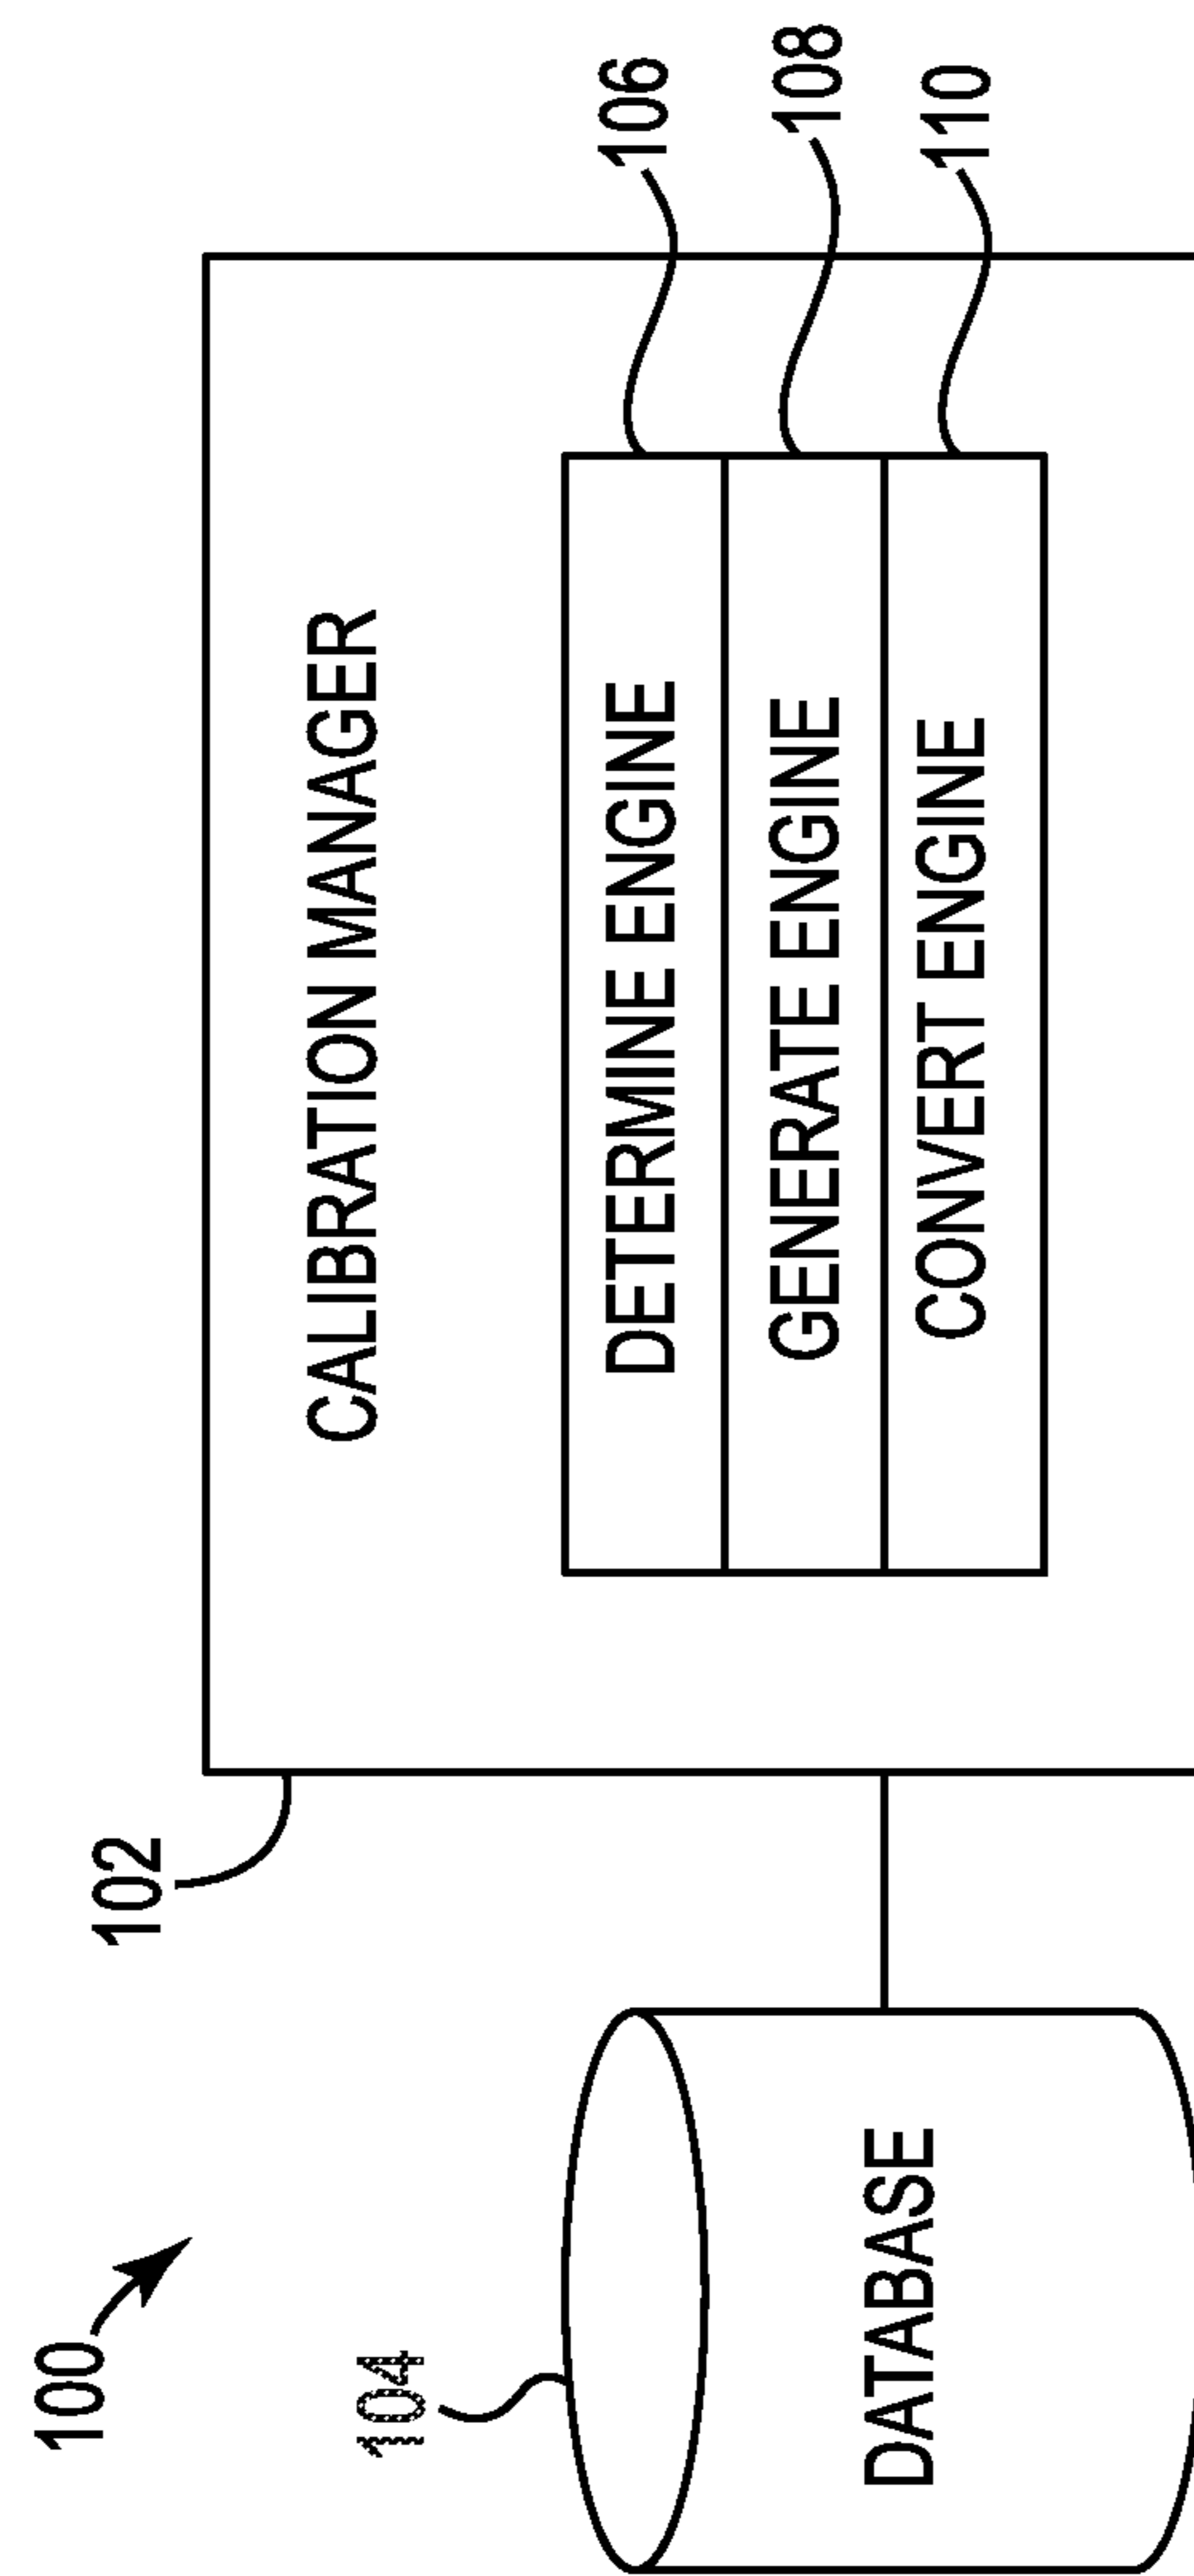 100
102
104
CALIBRATION MANAGER
DETERMINE ENGINE
106
GENERATE ENGINE
108
CONVERT ENGINE
110
DATABASE